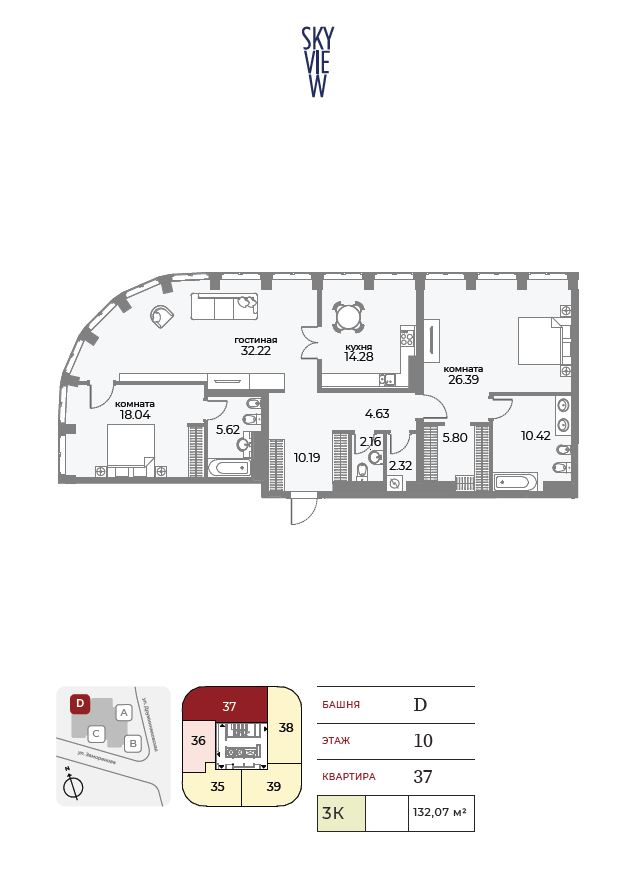 SKY
VIE
W
гостиная
32.22
кухня
14.28
комната
26.39
комната
18.04
4.63
5.62
2.16
5.80
10.42
10.19
2.32
D
A
C
B
ул. Дружинниковская
ул. Заморенова
N
37
38
36
35
39
БАШНЯ D
ЭТАЖ 10
КВАРТИРА 37
3К 132,07 м²